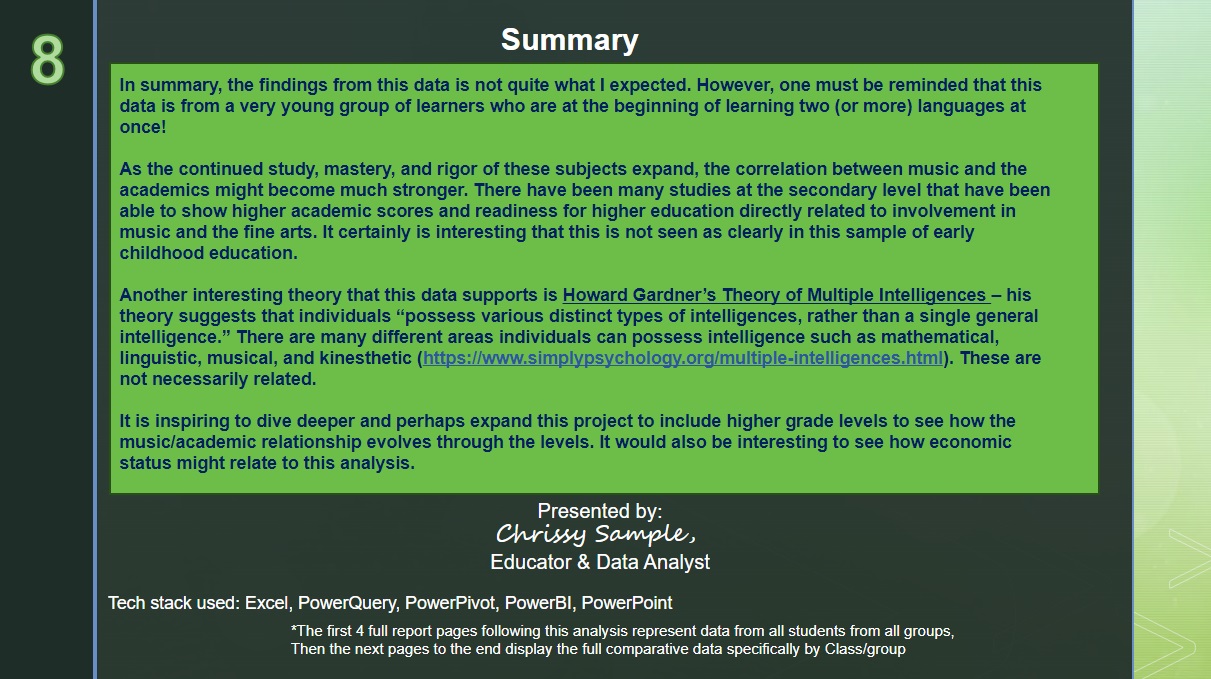 8
Summary
In summary, the findings from this data is not quite what I expected. However, one must be reminded that this
data is from a very young group of learners who are at the beginning of learning two (or more) languages at
once!
As the continued study, mastery, and rigor of these subjects expand, the correlation between music and the
academics might become much stronger. There have been many studies at the secondary level that have been
able to show higher academic scores and readiness for higher education directly related to involvement in
music and the fine arts. It certainly is interesting that this is not seen as clearly in this sample of early
childhood education.
Another interesting theory that this data supports is Howard Gardner’s Theory of Multiple Intelligences – his
theory suggests that individuals “possess various distinct types of intelligences, rather than a single general
intelligence.” There are many different areas individuals can possess intelligence such as mathematical,
linguistic, musical, and kinesthetic (https://www.simplypsychology.org/multiple-intelligences.html). These are
not necessarily related.
It is inspiring to dive deeper and perhaps expand this project to include higher grade levels to see how the
music/academic relationship evolves through the levels. It would also be interesting to see how economic
status might relate to this analysis.
Presented by:
Chrissy Sample,
Educator & Data Analyst
Tech stack used: Excel, PowerQuery, PowerPivot, PowerBI, PowerPoint
*The first 4 full report pages following this analysis represent data from all students from all groups,
Then the next pages to the end display the full comparative data specifically by Class/group